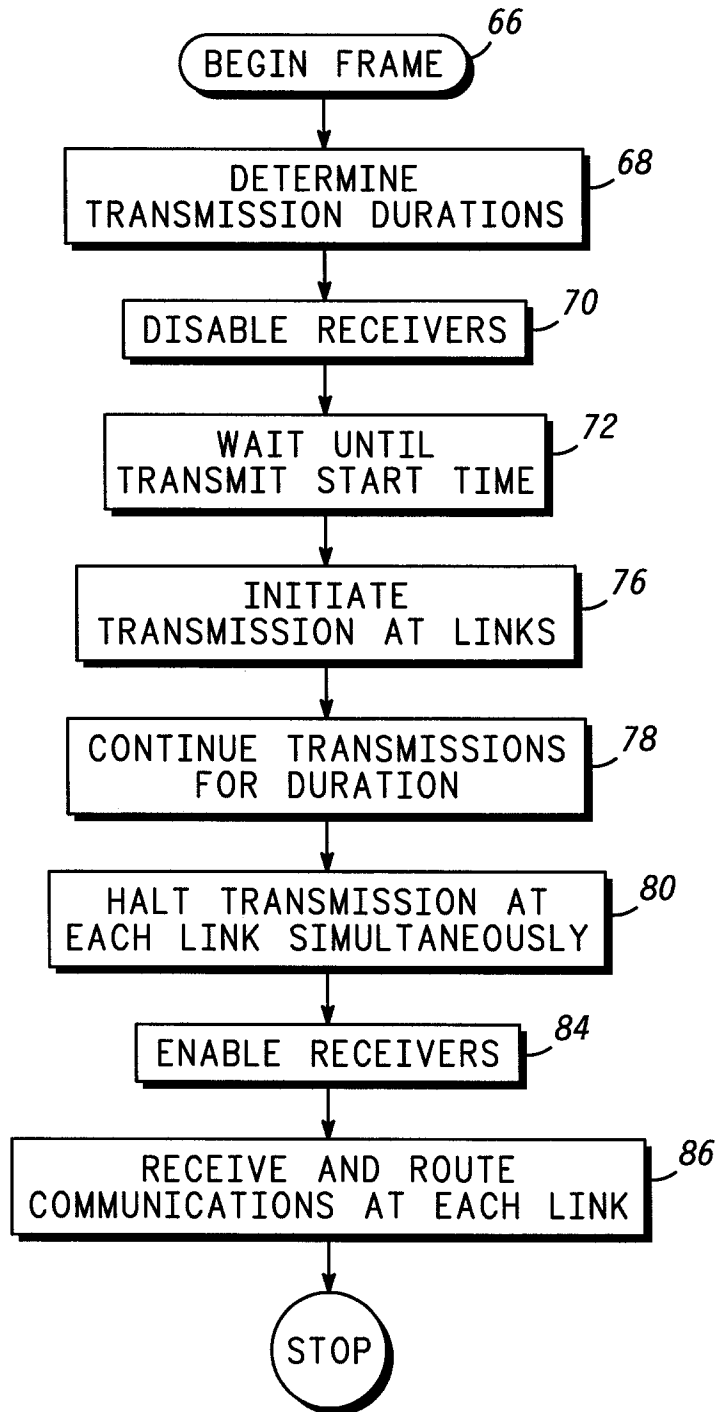 66
BEGIN FRAME
68
DETERMINE
TRANSMISSION DURATIONS
70
DISABLE RECEIVERS
72
WAIT UNTIL
TRANSMIT START TIME
76
INITIATE
TRANSMISSION AT LINKS
78
CONTINUE TRANSMISSIONS
FOR DURATION
80
HALT TRANSMISSION AT
EACH LINK SIMULTANEOUSLY
84
ENABLE RECEIVERS
86
RECEIVE AND ROUTE
COMMUNICATIONS AT EACH LINK
STOP